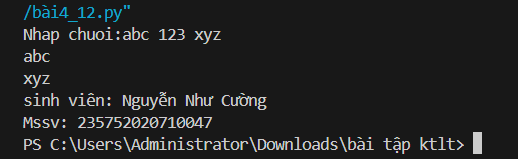 /bài4_12.py"
Nhap chuoi:abc 123 xyz
abc
xyz
sinh viên: Nguyễn Như Cường
Mssv: 235752020710047
PS C:\Users\Administrator\Downloads\bài tập ktlt>